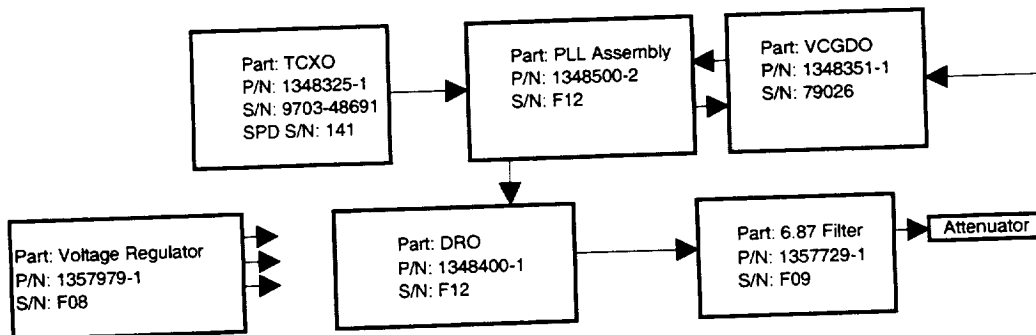 Part: TCXO
P/N: 1348325-1
S/N: 9703-48691
SPD S/N: 141
Part: PLL Assembly
P/N: 1348500-2
S/N: F12
Part: VCGDO
P/N: 1348351-1
S/N: 79026
Part: Voltage Regulator
P/N: 1357979-1
S/N: F08
Part: DRO
P/N: 1348400-1
S/N: F12
Part: 6.87 Filter
P/N: 1357729-1
S/N: F09
Attenuator